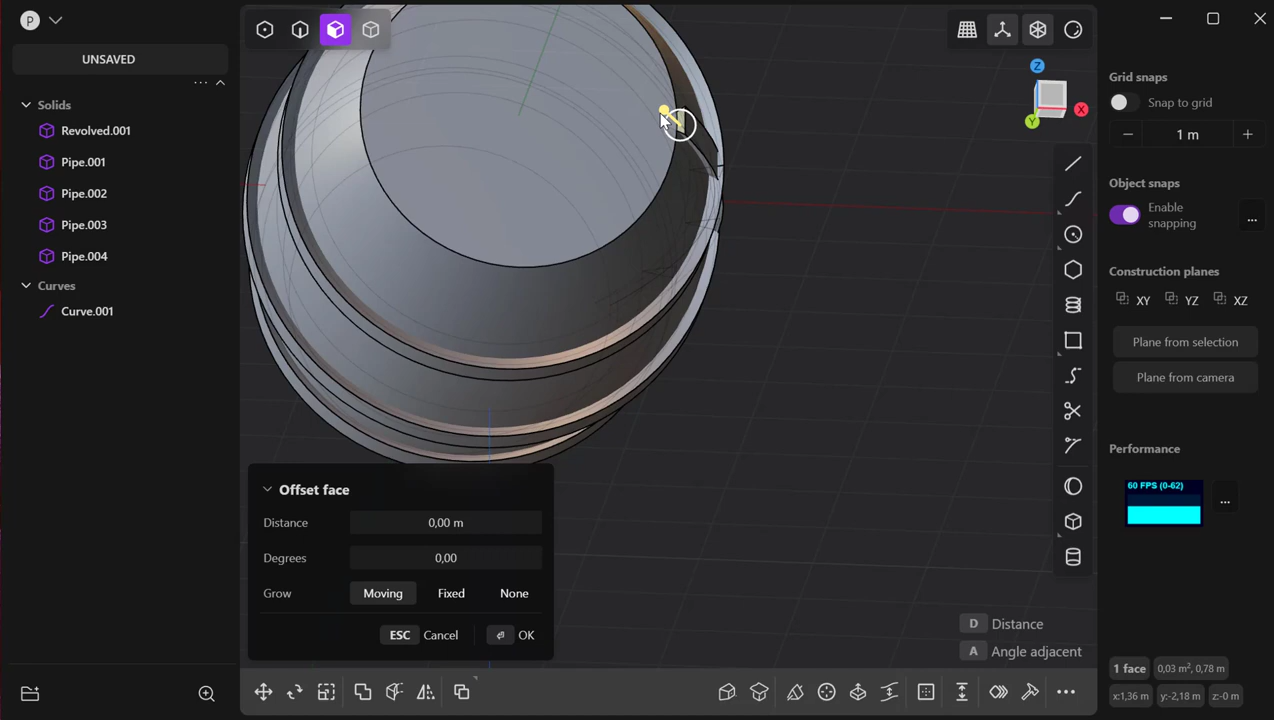 P
UNSAVED
...
Solids
Revolved.001
Pipe.001
Pipe.002
Pipe.003
Pipe.004
Curves
Curve.001
Z
X
Y
Offset face
Distance
0,00 m
Degrees
0,00
Grow
Moving
Fixed
None
ESC
Cancel
OK
D
Distance
A
Angle adjacent
Grid snaps
Snap to grid
1 m
Object snaps
Enable
snapping
...
Construction planes
XY
YZ
XZ
Plane from selection
Plane from camera
Performance
60 FPS (0-62)
...
1 face
0,03 m², 0,78 m
x:1,36 m
y:-2,18 m
z:-0 m